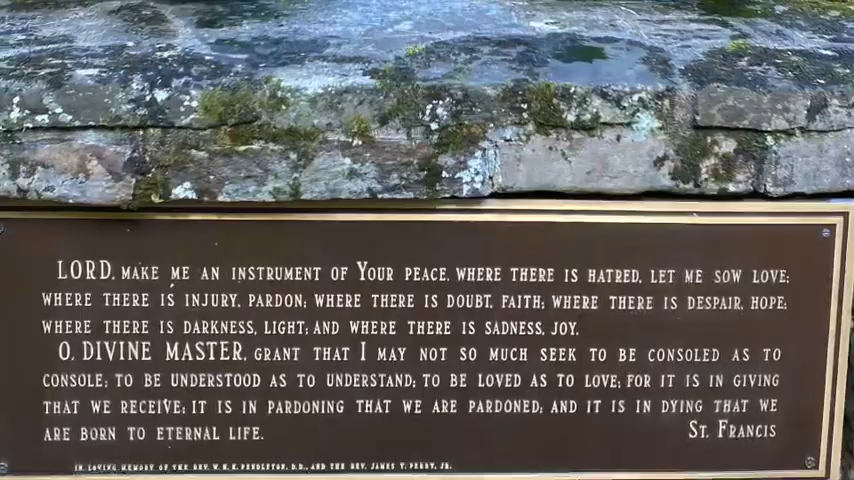 LORD, MAKE ME AN INSTRUMENT OF YOUR PEACE. WHERE THERE IS HATRED, LET ME SOW LOVE;
WHERE THERE IS INJURY, PARDON; WHERE THERE IS DOUBT, FAITH; WHERE THERE IS DESPAIR, HOPE;
WHERE THERE IS DARKNESS, LIGHT; AND WHERE THERE IS SADNESS, JOY.
O, DIVINE MASTER, GRANT THAT I MAY NOT SO MUCH SEEK TO BE CONSOLED AS TO
CONSOLE; TO BE UNDERSTOOD AS TO UNDERSTAND; TO BE LOVED AS TO LOVE; FOR IT IS IN GIVING
THAT WE RECEIVE; IT IS IN PARDONING THAT WE ARE PARDONED; AND IT IS IN DYING THAT WE
ARE BORN TO ETERNAL LIFE. ST. FRANCIS
IN LOVING MEMORY OF THE REV. W. H. K. PENDLETON, D.D., AND THE REV. JAMES Y. PERRY, JR.